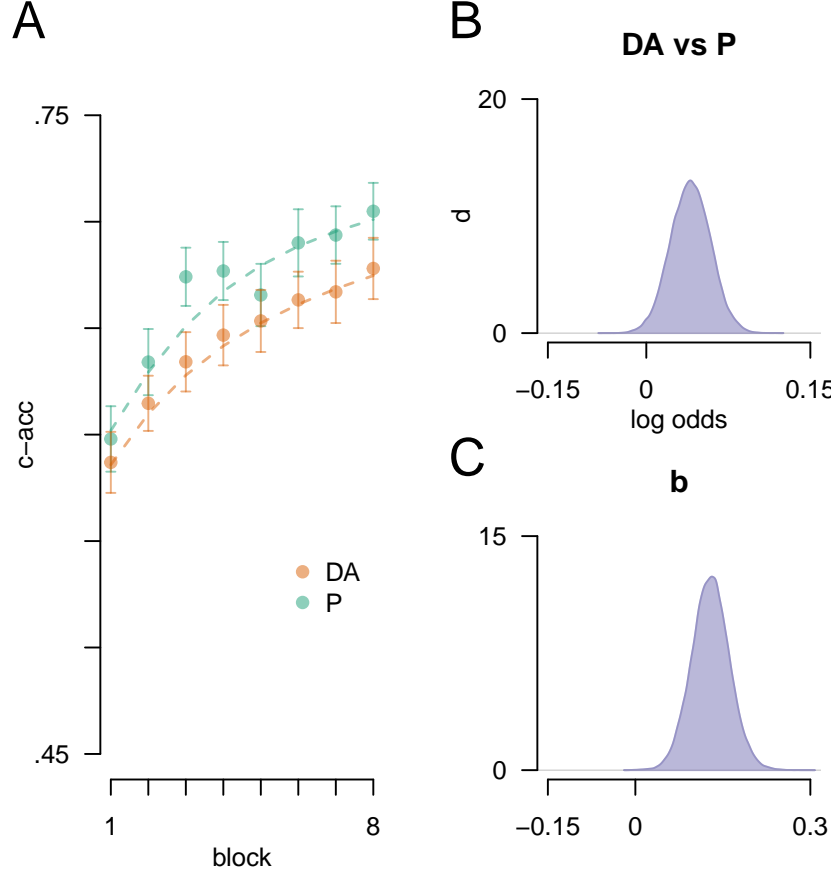 A
.75
c−acc
.45
DA
P
1
8
block
B
DA vs P
20
d
0
−0.15
0
0.15
log odds
C
b
15
0
−0.15
0
0.3